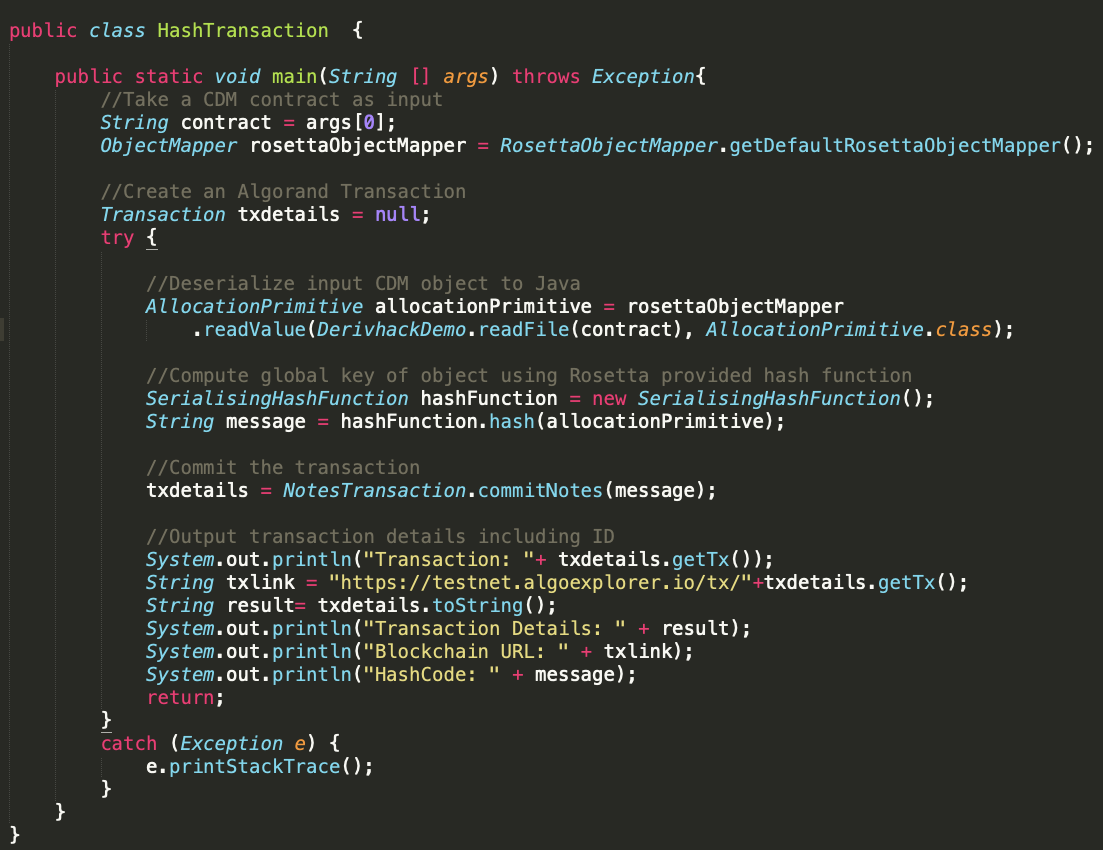 public class HashTransaction  {

    public static void main(String [] args) throws Exception{
        //Take a CDM contract as input
        String contract = args[0];
        ObjectMapper rosettaObjectMapper = RosettaObjectMapper.getDefaultRosettaObjectMapper();

        //Create an Algorand Transaction
        Transaction txdetails = null;
        try {

            //Deserialize input CDM object to Java
            AllocationPrimitive allocationPrimitive = rosettaObjectMapper
                .readValue(DerivhackDemo.readFile(contract), AllocationPrimitive.class);

            //Compute global key of object using Rosetta provided hash function
            SerialisingHashFunction hashFunction = new SerialisingHashFunction();
            String message = hashFunction.hash(allocationPrimitive);

            //Commit the transaction
            txdetails = NotesTransaction.commitNotes(message);

            //Output transaction details including ID
            System.out.println("Transaction: "+ txdetails.getTx());
            String txlink = "https://testnet.algoexplorer.io/tx/"+txdetails.getTx();
            String result= txdetails.toString();
            System.out.println("Transaction Details: " + result);
            System.out.println("Blockchain URL: " + txlink);
            System.out.println("HashCode: " + message);
            return;
        }
        catch (Exception e) {
            e.printStackTrace();
        }
    }
}